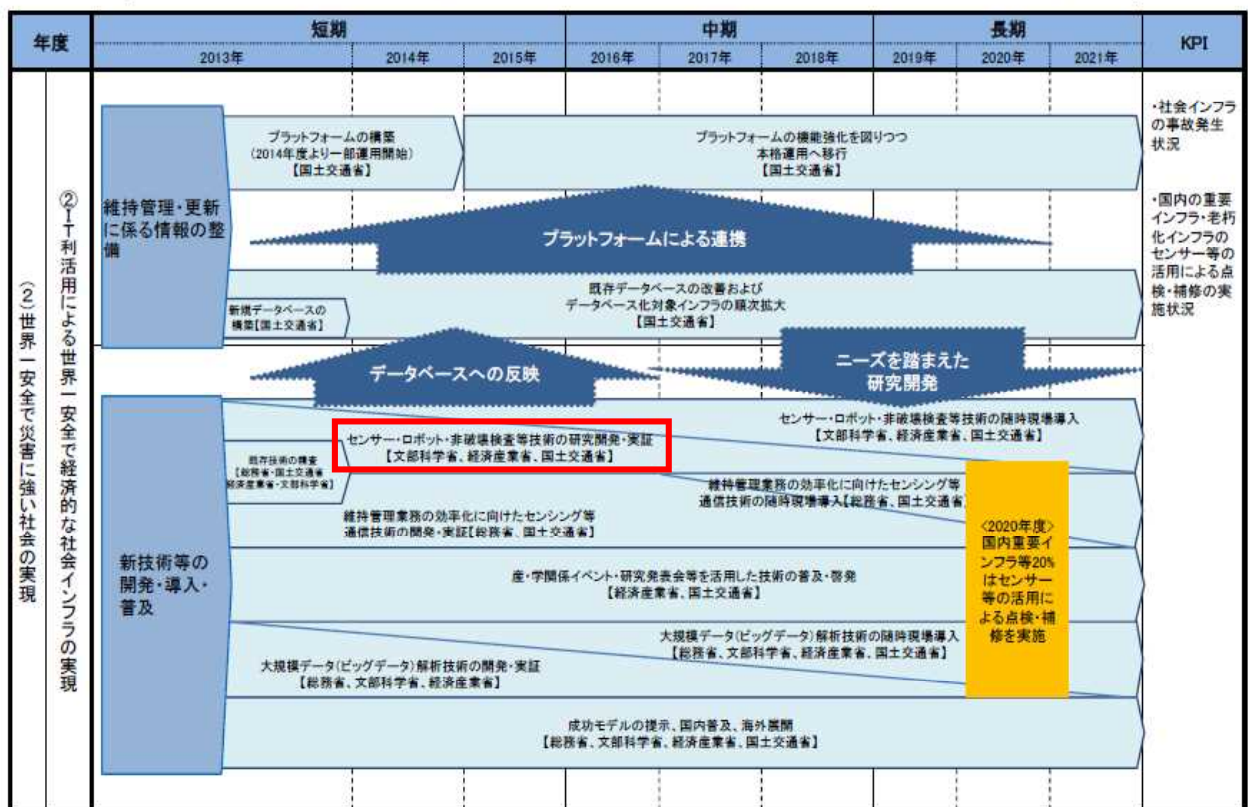 年度
短期
中期
長期
KPI
2013年
2014年
2015年
2016年
2017年
2018年
2019年
2020年
2021年
(2)世界一安全で災害に強い社会の実現
②IT利活用による世界一安全で経済的な社会インフラの実現
維持管理・更新
に係る情報の整
備
プラットフォームの構築
(2014年度より一部運用開始)
【国土交通省】
プラットフォームの機能強化を図りつつ
本格運用へ移行
【国土交通省】
プラットフォームによる連携
新規データベースの
構築【国土交通省】
既存データベースの改善および
データベース化対象インフラの順次拡大
【国土交通省】
データベースへの反映
ニーズを踏まえた
研究開発
新技術等の
開発・導入・
普及
既存技術の精査
【総務省・国土交通省
経済産業省・文部科学省】
センサー・ロボット・非破壊検査等技術の研究開発・実証
【文部科学省、経済産業省、国土交通省】
センサー・ロボット・非破壊検査等技術の随時現場導入
【文部科学省、経済産業省、国土交通省】
維持管理業務の効率化に向けたセンシング等
通信技術の開発・実証【総務省、国土交通省】
維持管理業務の効率化に向けたセンシング等
通信技術の随時現場導入【総務省、国土交通省】
産・学関係イベント・研究発表会等を活用した技術の普及・啓発
【経済産業省、国土交通省】
大規模データ(ビッグデータ)解析技術の開発・実証
【総務省、文部科学省、経済産業省】
大規模データ(ビッグデータ)解析技術の随時現場導入
【総務省、文部科学省、経済産業省、国土交通省】
成功モデルの提示、国内普及、海外展開
【総務省、文部科学省、経済産業省、国土交通省】
<2020年度>
国内重要イ
ンフラ等20%
はセンサー
等の活用に
よる点検・補
修を実施
・社会インフラ
の事故発生
状況
・国内の重要
インフラ・老朽
化インフラの
センサー等の
活用による点
検・補修の実
施状況